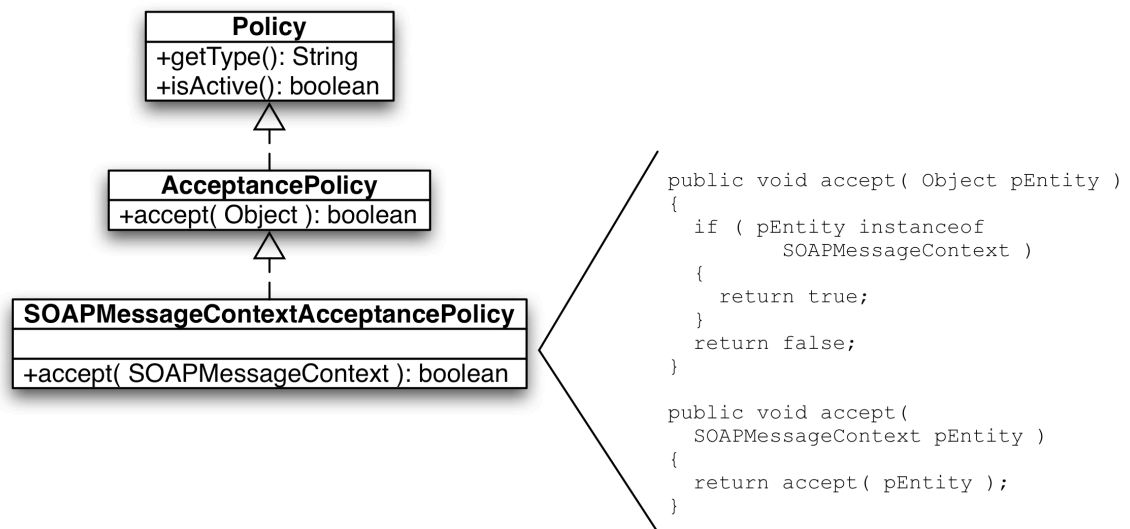 Policy
+getType(): String
+isActive(): boolean
AcceptancePolicy
+accept( Object ): boolean
SOAPMessageContextAcceptancePolicy
+accept( SOAPMessageContext ): boolean
public void accept( Object pEntity )
{
if ( pEntity instanceof
SOAPMessageContext )
{
return true;
}
return false;
}
public void accept(
SOAPMessageContext pEntity )
{
return accept( pEntity );
}